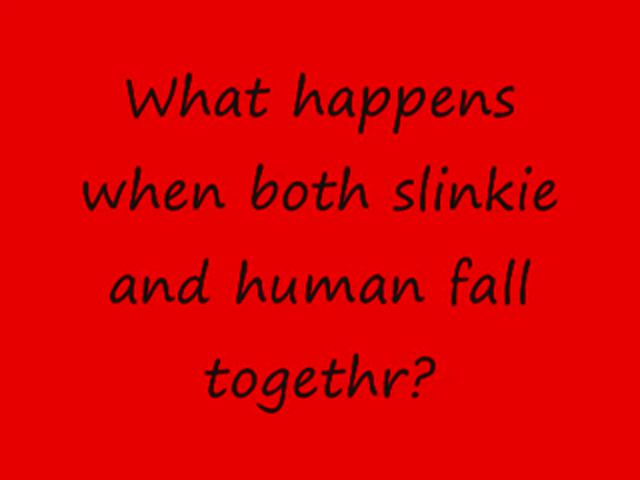 What happens
when both slinkie
and human fall
togethr?